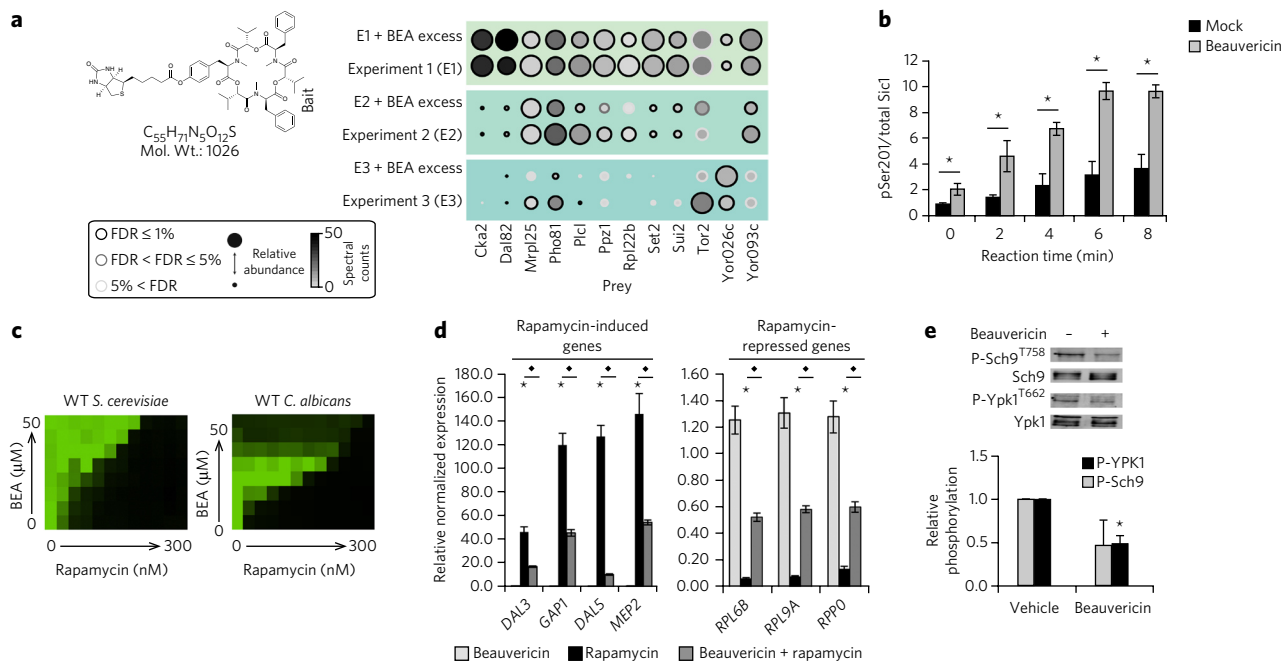 a
O
HN
NH
H
H
S
O
O
O
O
N
O
O
N
O
O
O
N
O
O
Bait
C55H71N5O12S
Mol. Wt.: 1026
FDR ≤ 1%
FDR < FDR ≤ 5%
5% < FDR
Relative
abundance
50
0
Spectral
counts
E1 + BEA excess
Experiment 1 (E1)
E2 + BEA excess
Experiment 2 (E2)
E3 + BEA excess
Experiment 3 (E3)
Cka2
Dal82
Mrpl25
Pho81
Plcl
Ppz1
Rpl22b
Set2
Sui2
Tor2
Yor026c
Yor093c
Prey
b
Mock
Beauvericin
pSer201/total Sic1
12
10
8
6
4
2
0
* * * * *
0 2 4 6 8
Reaction time (min)
c
WT S. cerevisiae
WT C. albicans
BEA (μM)
50
0
0 300
Rapamycin (nM)
BEA (μM)
50
0
0 300
Rapamycin (nM)
d
Rapamycin-induced
genes
Rapamycin-
repressed genes
Relative normalized expression
180.0
160.0
140.0
120.0
100.0
80.0
60.0
40.0
20.0
0.0
* ◆ * ◆ * ◆ * ◆
DAL3
GAP1
DAL5
MEP2
1.60
1.40
1.20
1.00
0.80
0.60
0.40
0.20
0.00
* ◆ * ◆ * ◆
RPL6B
RPL9A
RPP0
Beauvericin Rapamycin Beauvericin + rapamycin
e
Beauvericin – +
P-Sch9T758
Sch9
P-Ypk1T662
Ypk1
P-YPK1
P-Sch9
Relative
phosphorylation
1.5
1.0
0.5
0
*
Vehicle Beauvericin